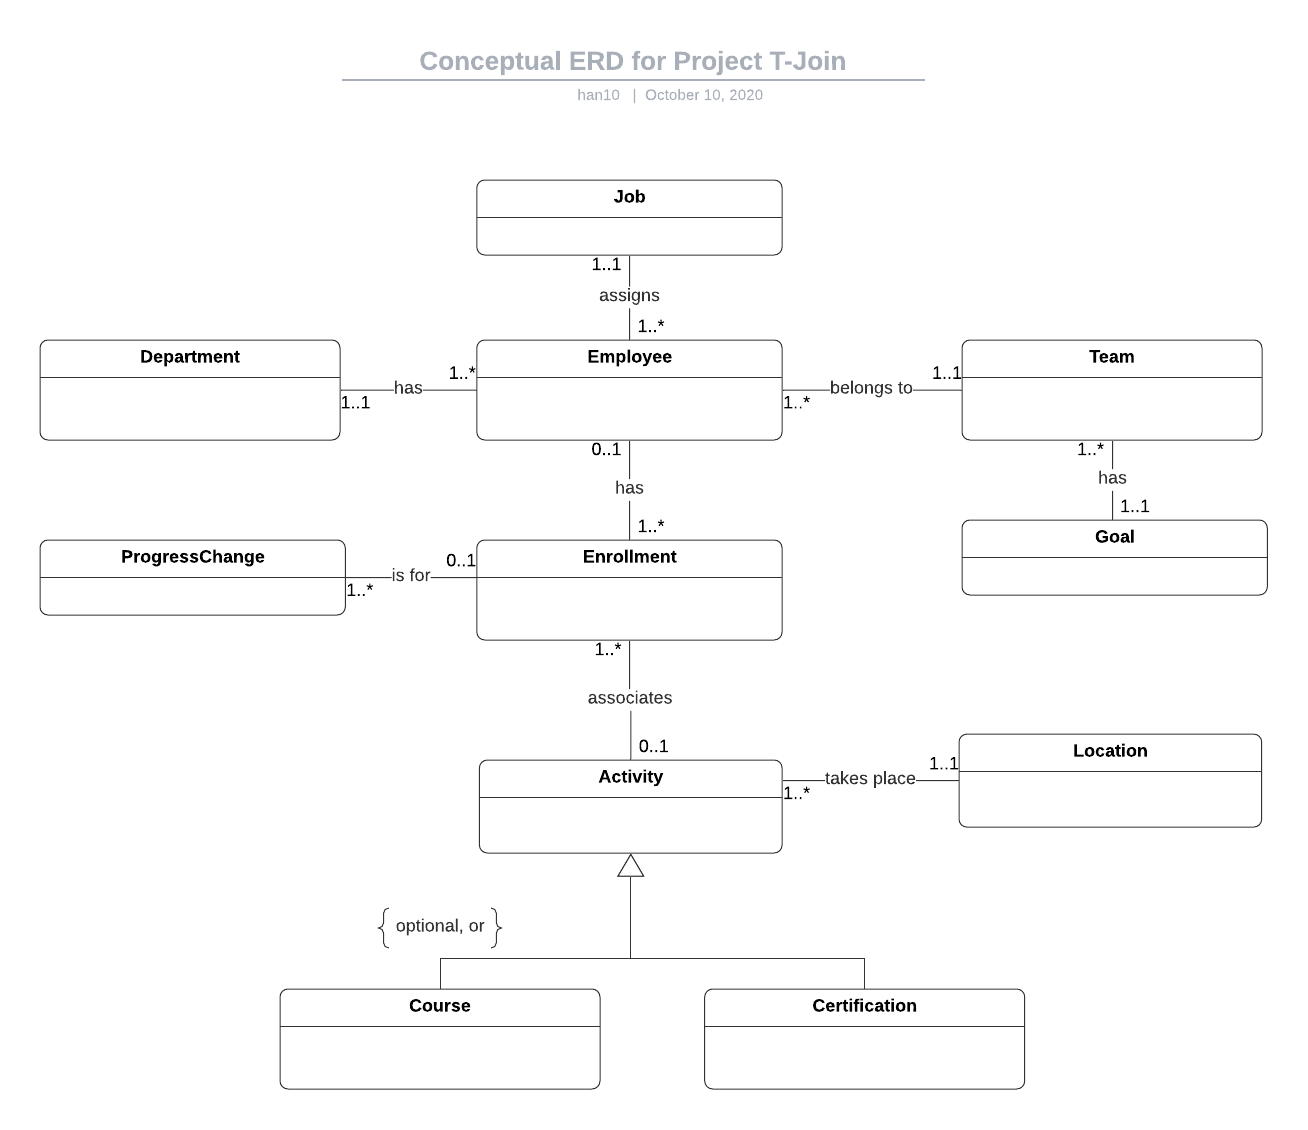 Conceptual ERD for Project T-Join
han10 | October 10, 2020
Job
1..1
assigns
1..*
Department
Employee
Team
1..*
has
1..1
1..1
belongs to
1..*
0..1
has
1..*
1..*
has
1..1
ProgressChange
Enrollment
Goal
0..1
is for
1..*
1..*
associates
0..1
Activity
Location
1..1
takes place
1..*
{ optional, or }
Course
Certification